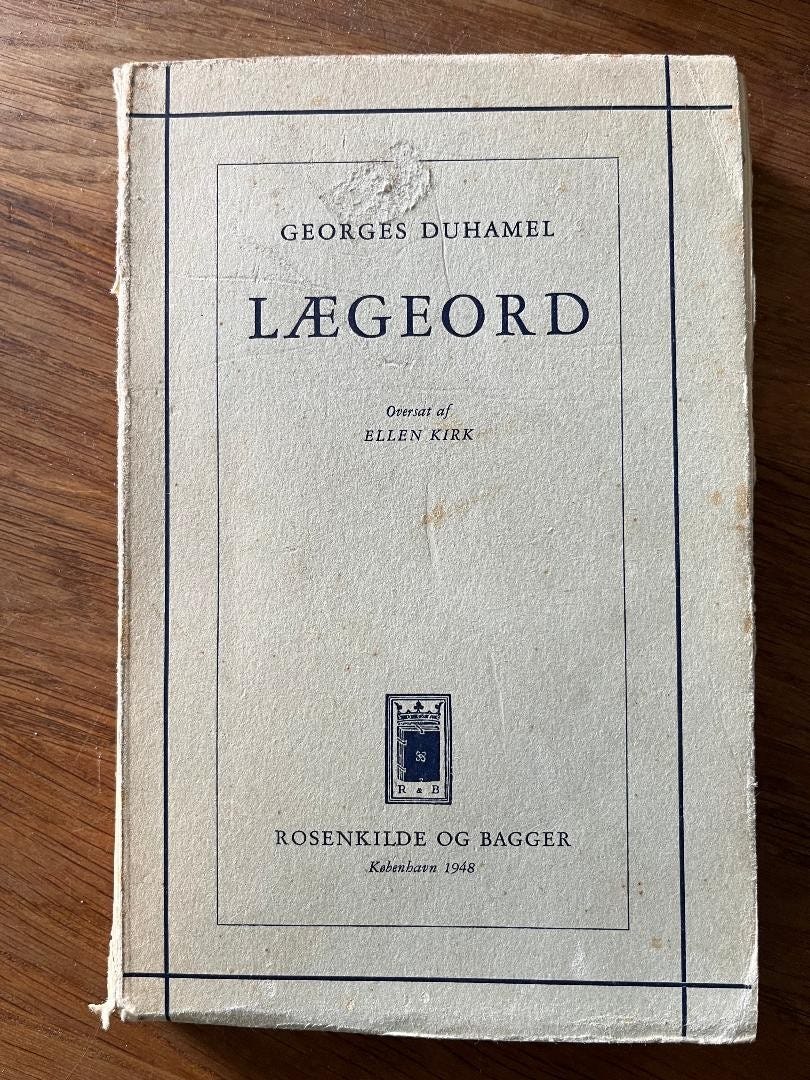 GEORGES DUHAMEL
LÆGEORD
Oversat af
ELLEN KIRK
R & B
ROSENKILDE OG BAGGER
København 1948